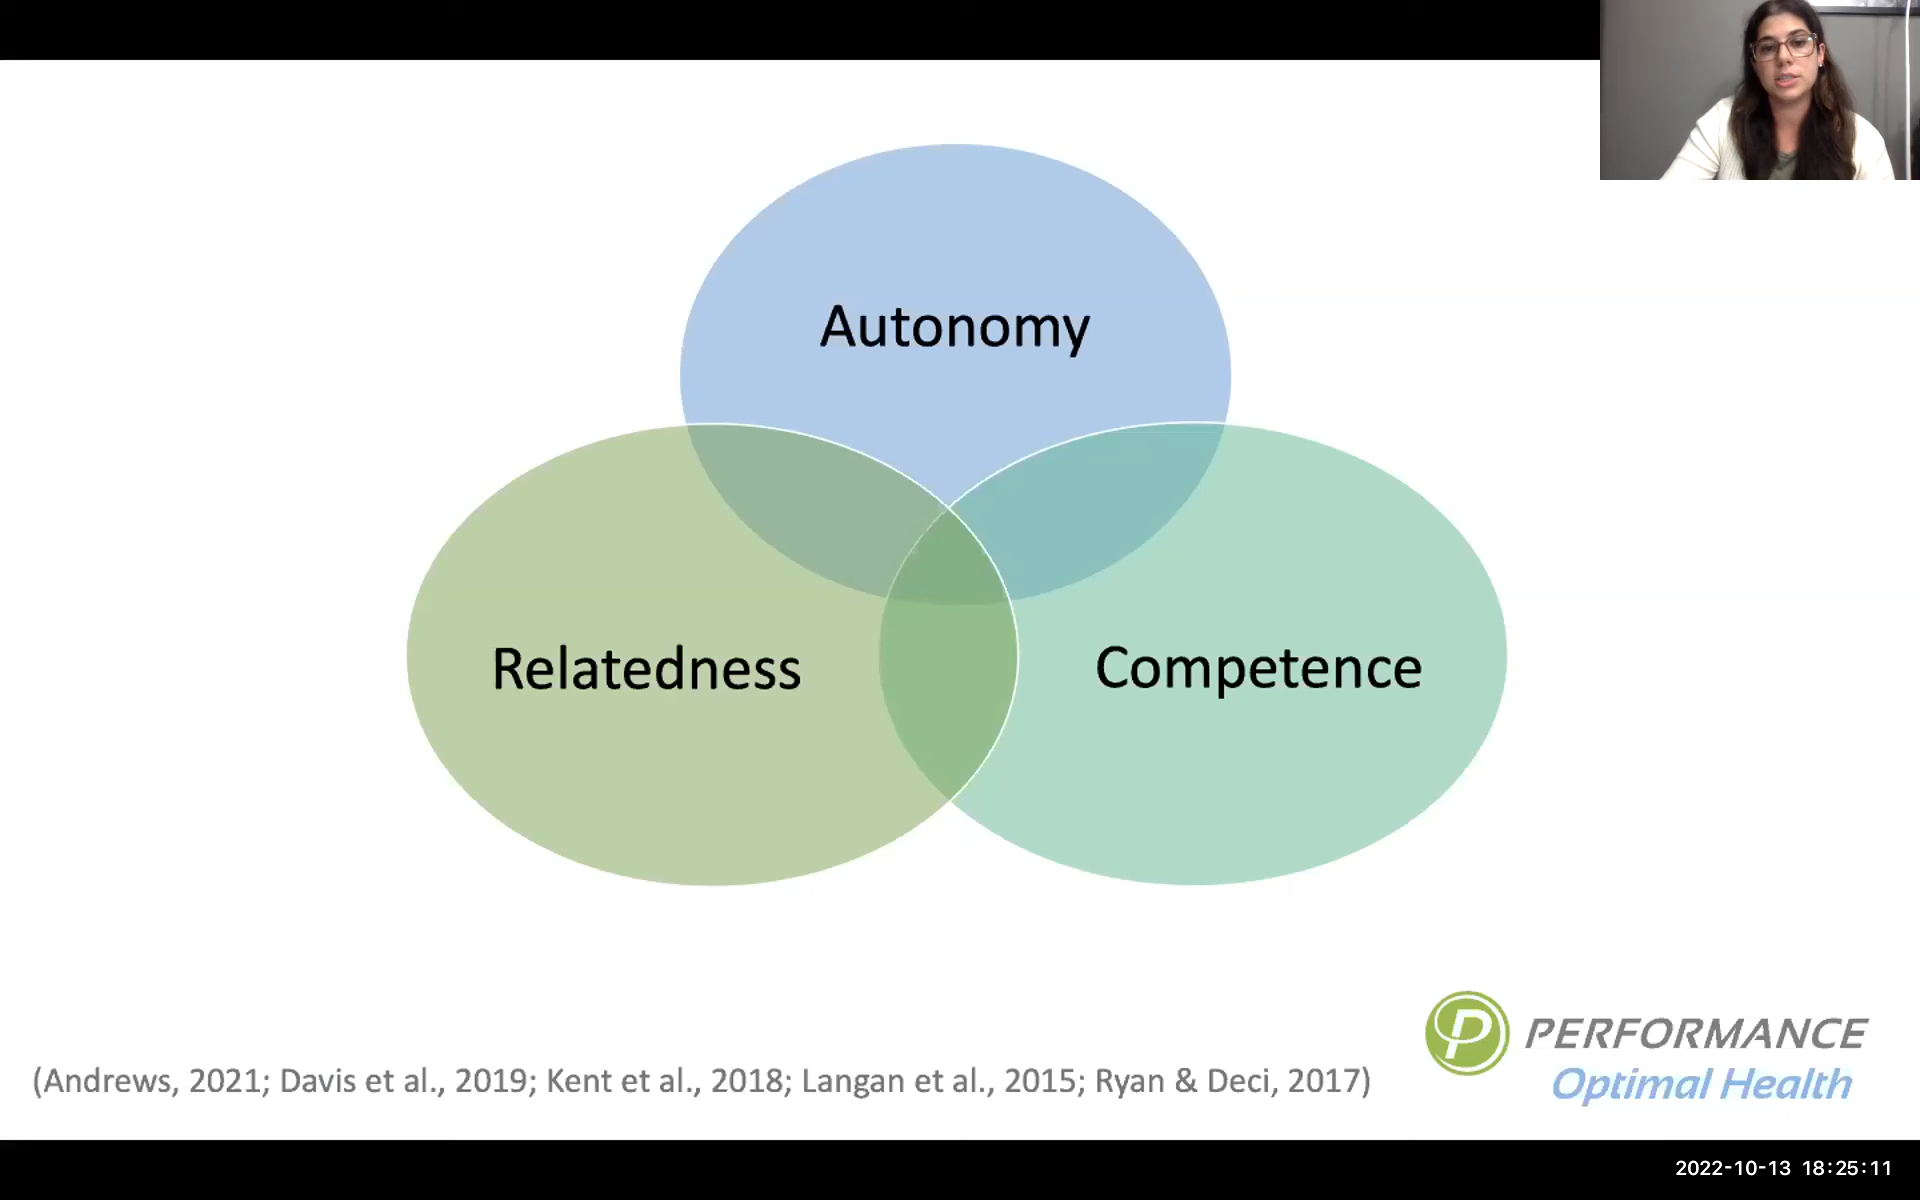 Autonomy
Relatedness
Competence
(Andrews, 2021; Davis et al., 2019; Kent et al., 2018; Langan et al., 2015; Ryan & Deci, 2017)
P
PERFORMANCE
Optimal Health
2022-10-13 18:25:11